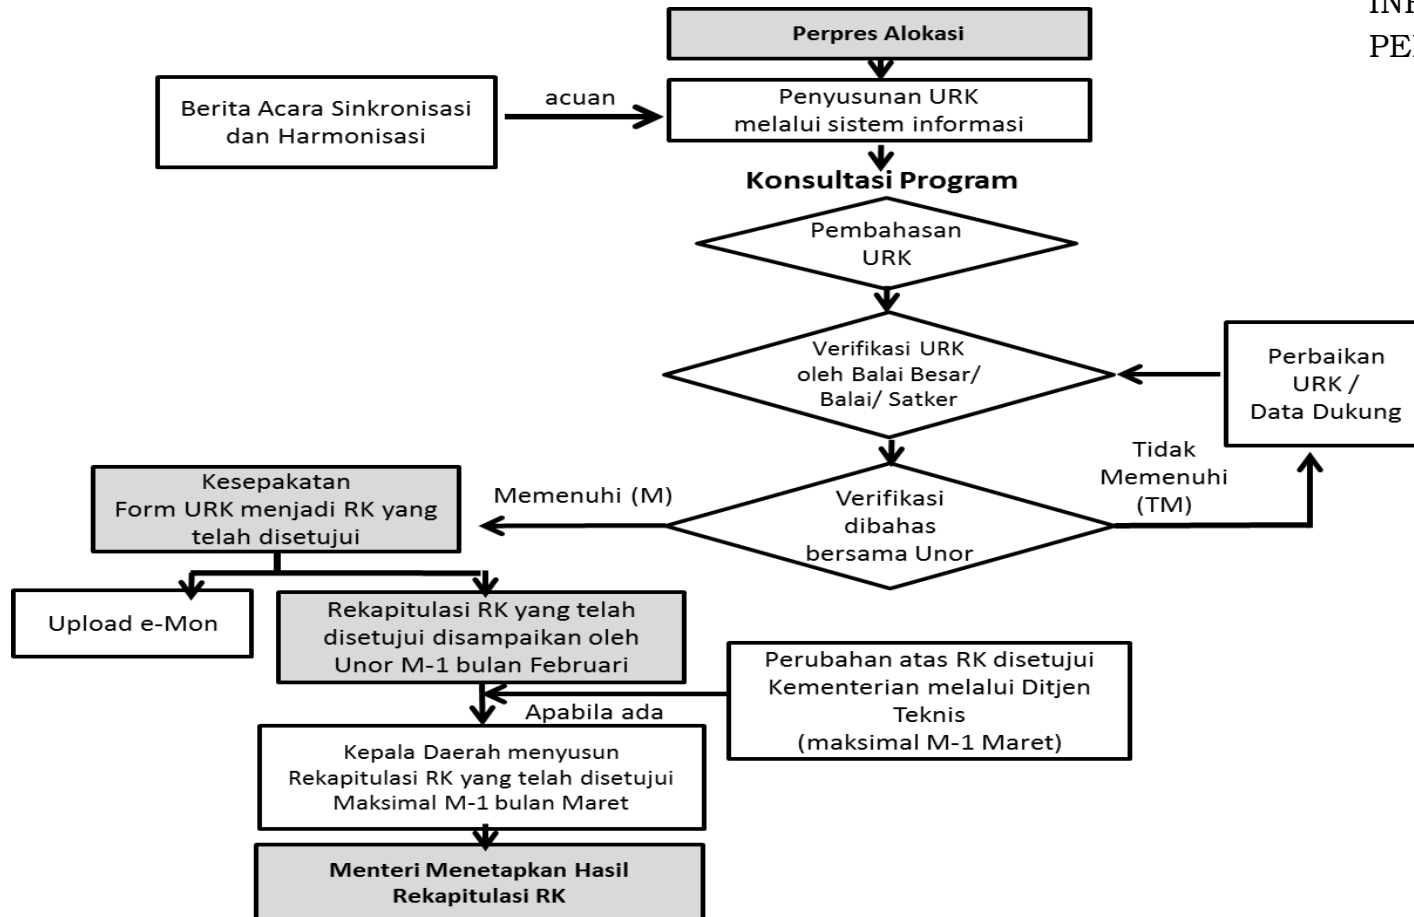 Perpres Alokasi
Berita Acara Sinkronisasi
dan Harmonisasi
acuan
Penyusunan URK
melalui sistem informasi
Konsultasi Program
Pembahasan
URK
Verifikasi URK
oleh Balai Besar/
Balai/ Satker
Perbaikan
URK /
Data Dukung
Tidak
Memenuhi
(TM)
Verifikasi
dibahas
bersama Unor
Memenuhi (M)
Kesepakatan
Form URK menjadi RK yang
telah disetujui
Upload e-Mon
Rekapitulasi RK yang telah
disetujui disampaikan oleh
Unor M-1 bulan Februari
Perubahan atas RK disetujui
Kementerian melalui Ditjen
Teknis
(maksimal M-1 Maret)
Apabila ada
Kepala Daerah menyusun
Rekapitulasi RK yang telah disetujui
Maksimal M-1 bulan Maret
Menteri Menetapkan Hasil
Rekapitulasi RK